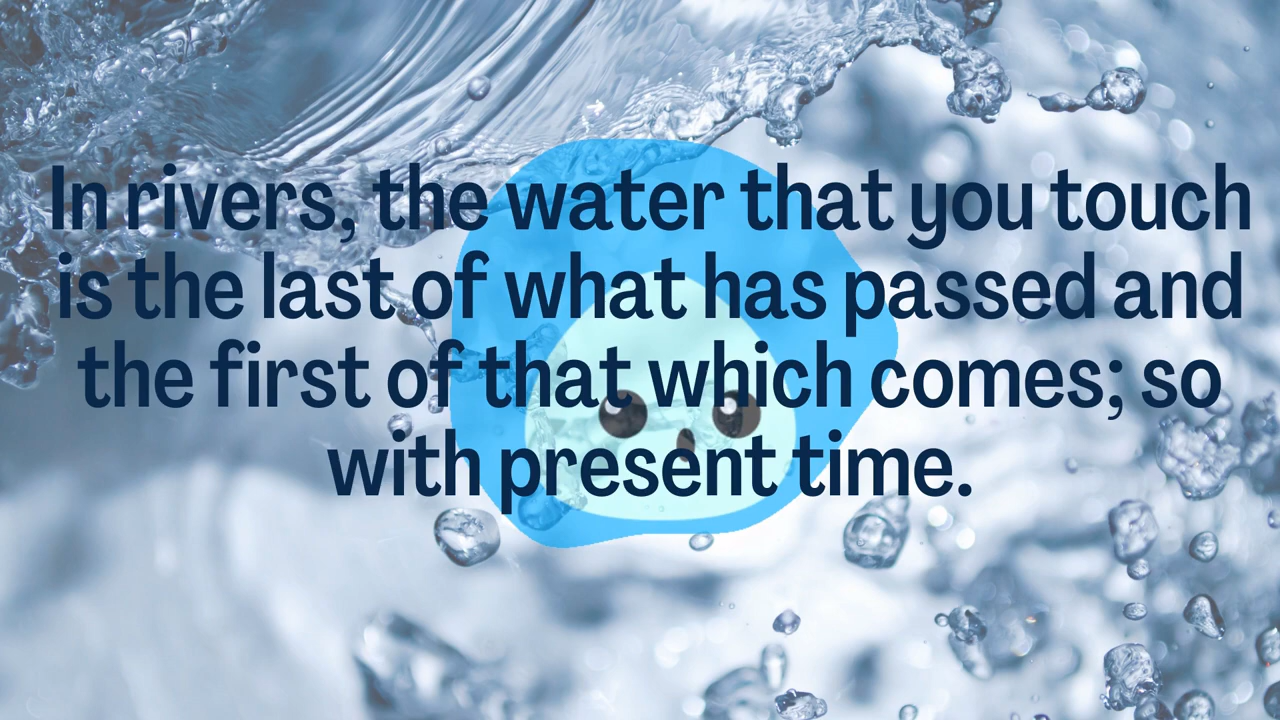 In rivers, the water that you touch
is the last of what has passed and
the first of that which comes; so
with present time.